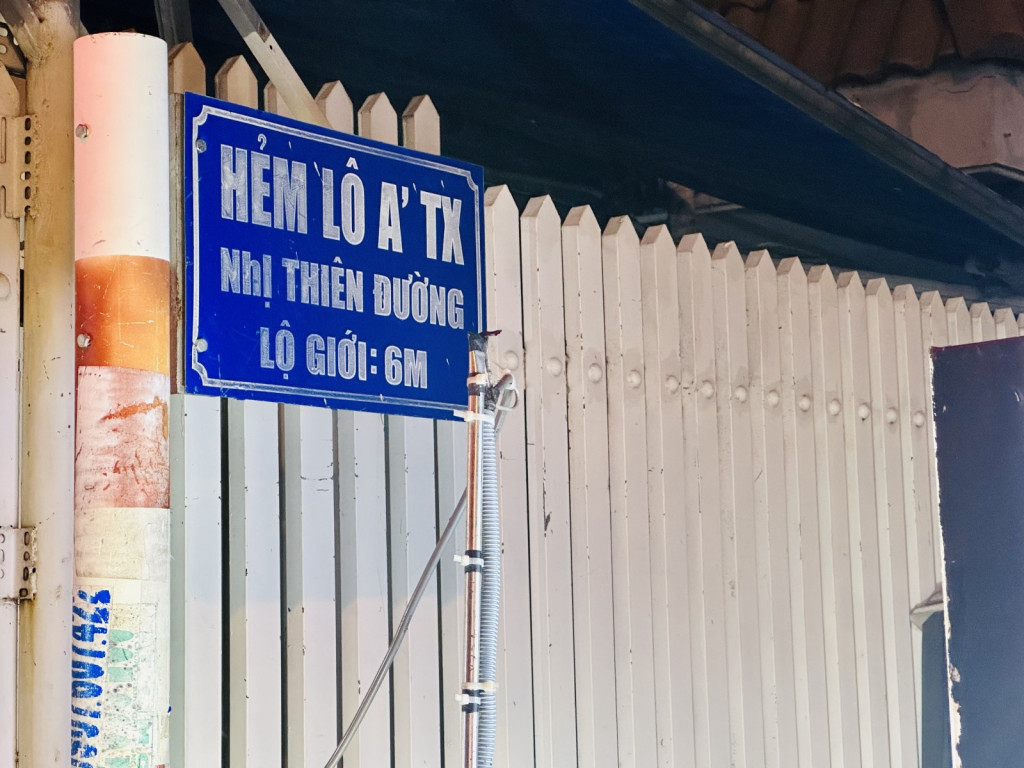 HẺM LÔ A' TX
NhỊ THIÊN ĐƯỜNG
LỘ GIỚI: 6M